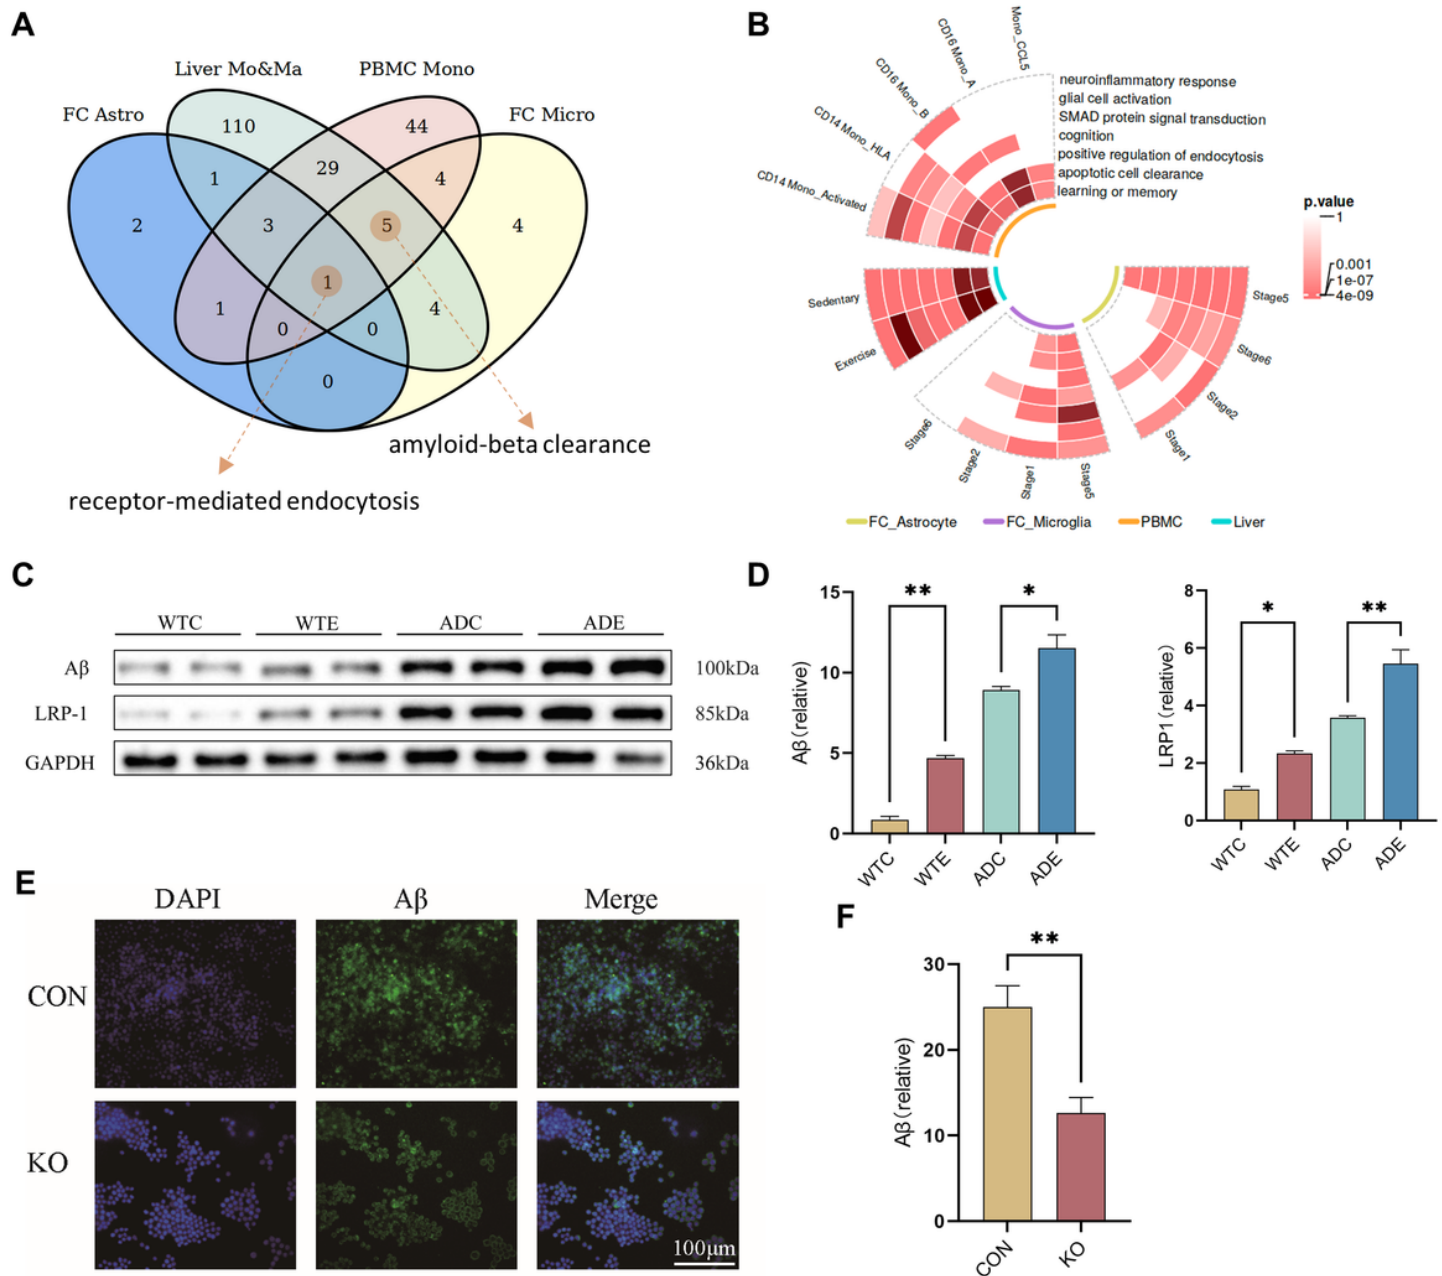 A
Liver Mo&Ma
PBMC Mono
FC Astro
FC Micro
110
44
1
29
4
2
3
5
4
1
1
0
0
4
0
amyloid-beta clearance
receptor-mediated endocytosis
B
Mono_CCL5
CD16 Mono_A
CD16 Mono_B
CD14 Mono_HLA
CD14 Mono_Activated
neuroinflammatory response
glial cell activation
SMAD protein signal transduction
cognition
positive regulation of endocytosis
apoptotic cell clearance
learning or memory
p.value
1
0.001
1e-07
4e-09
Sedentary
Exercise
Stage6
Stage2
Stage1
Stage5
Stage5
Stage6
Stage2
Stage1
FC_Astrocyte
FC_Microglia
PBMC
Liver
C
WTC WTE ADC ADE
Aβ 100kDa
LRP-1 85kDa
GAPDH 36kDa
D
Aβ(relative)
15
10
5
0
** *
WTC WTE ADC ADE
LRP1(relative)
8
6
4
2
0
* **
WTC WTE ADC ADE
E
DAPI Aβ Merge
CON
KO
100μm
F
Aβ(relative)
30
20
10
0
**
CON KO